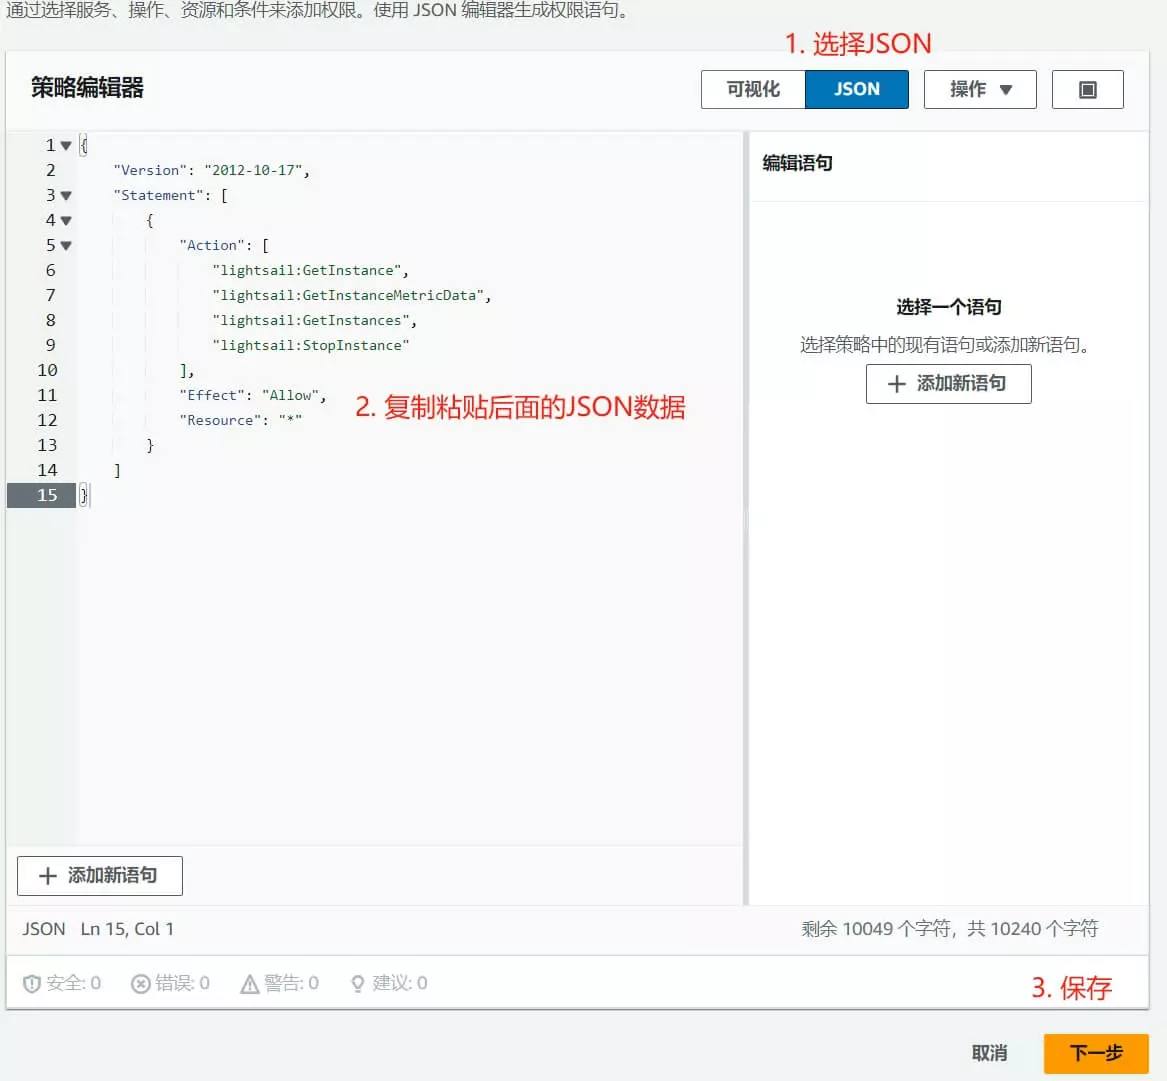 通过选择服务、操作、资源和条件来添加权限。使用 JSON 编辑器生成权限语句。
1. 选择JSON
策略编辑器
可视化
JSON
操作
1 {
2 "Version": "2012-10-17",
3 "Statement": [
4 {
5 "Action": [
6 "lightsail:GetInstance",
7 "lightsail:GetInstanceMetricData",
8 "lightsail:GetInstances",
9 "lightsail:StopInstance"
10 ],
11 "Effect": "Allow",
12 "Resource": "*"
13 }
14 ]
15 }
2. 复制粘贴后面的JSON数据
编辑语句
选择一个语句
选择策略中的现有语句或添加新语句。
+ 添加新语句
+ 添加新语句
JSON Ln 15, Col 1
剩余 10049 个字符，共 10240 个字符
安全: 0
错误: 0
警告: 0
建议: 0
3. 保存
取消
下一步